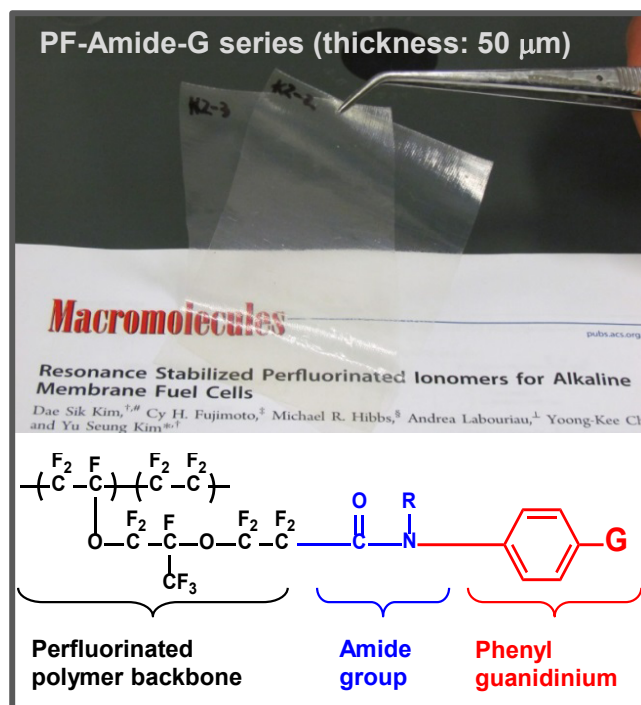 PF-Amide-G series (thickness: 50 μm)
K2-3
K2-2
Macromolecules
pubs.acs.org
Resonance Stabilized Perfluorinated Ionomers for Alkaline
Membrane Fuel Cells
Dae Sik Kim,†,# Cy H. Fujimoto,‡ Michael R. Hibbs,§ Andrea Labouriau,⊥ Yoong-Kee Ch
and Yu Seung Kim*,†
F2 F F2 F2
C C C C
O R
F2 F F2 F2
O C C O C C C N G
CF3
Perfluorinated Amide Phenyl
polymer backbone group guanidinium